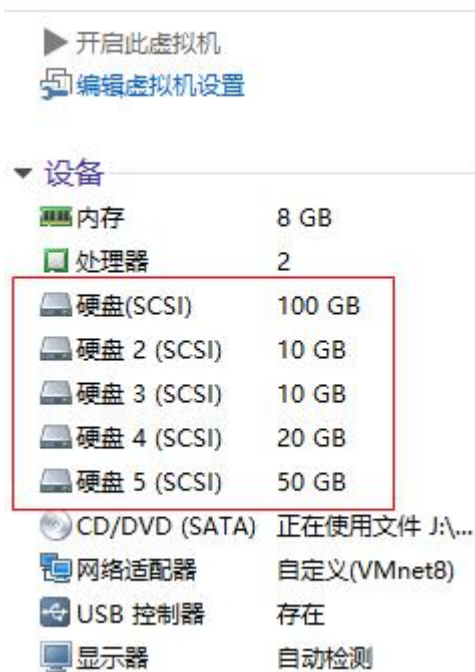 开启此虚拟机
编辑虚拟机设置
设备
内存 8 GB
处理器 2
硬盘(SCSI) 100 GB
硬盘 2 (SCSI) 10 GB
硬盘 3 (SCSI) 10 GB
硬盘 4 (SCSI) 20 GB
硬盘 5 (SCSI) 50 GB
CD/DVD (SATA) 正在使用文件 J:\...
网络适配器 自定义(VMnet8)
USB 控制器 存在
显示器 自动检测